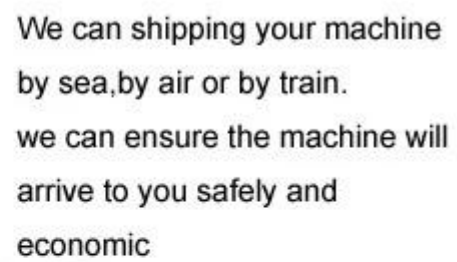 We can shipping your machine
by sea,by air or by train.
we can ensure the machine will
arrive to you safely and
economic